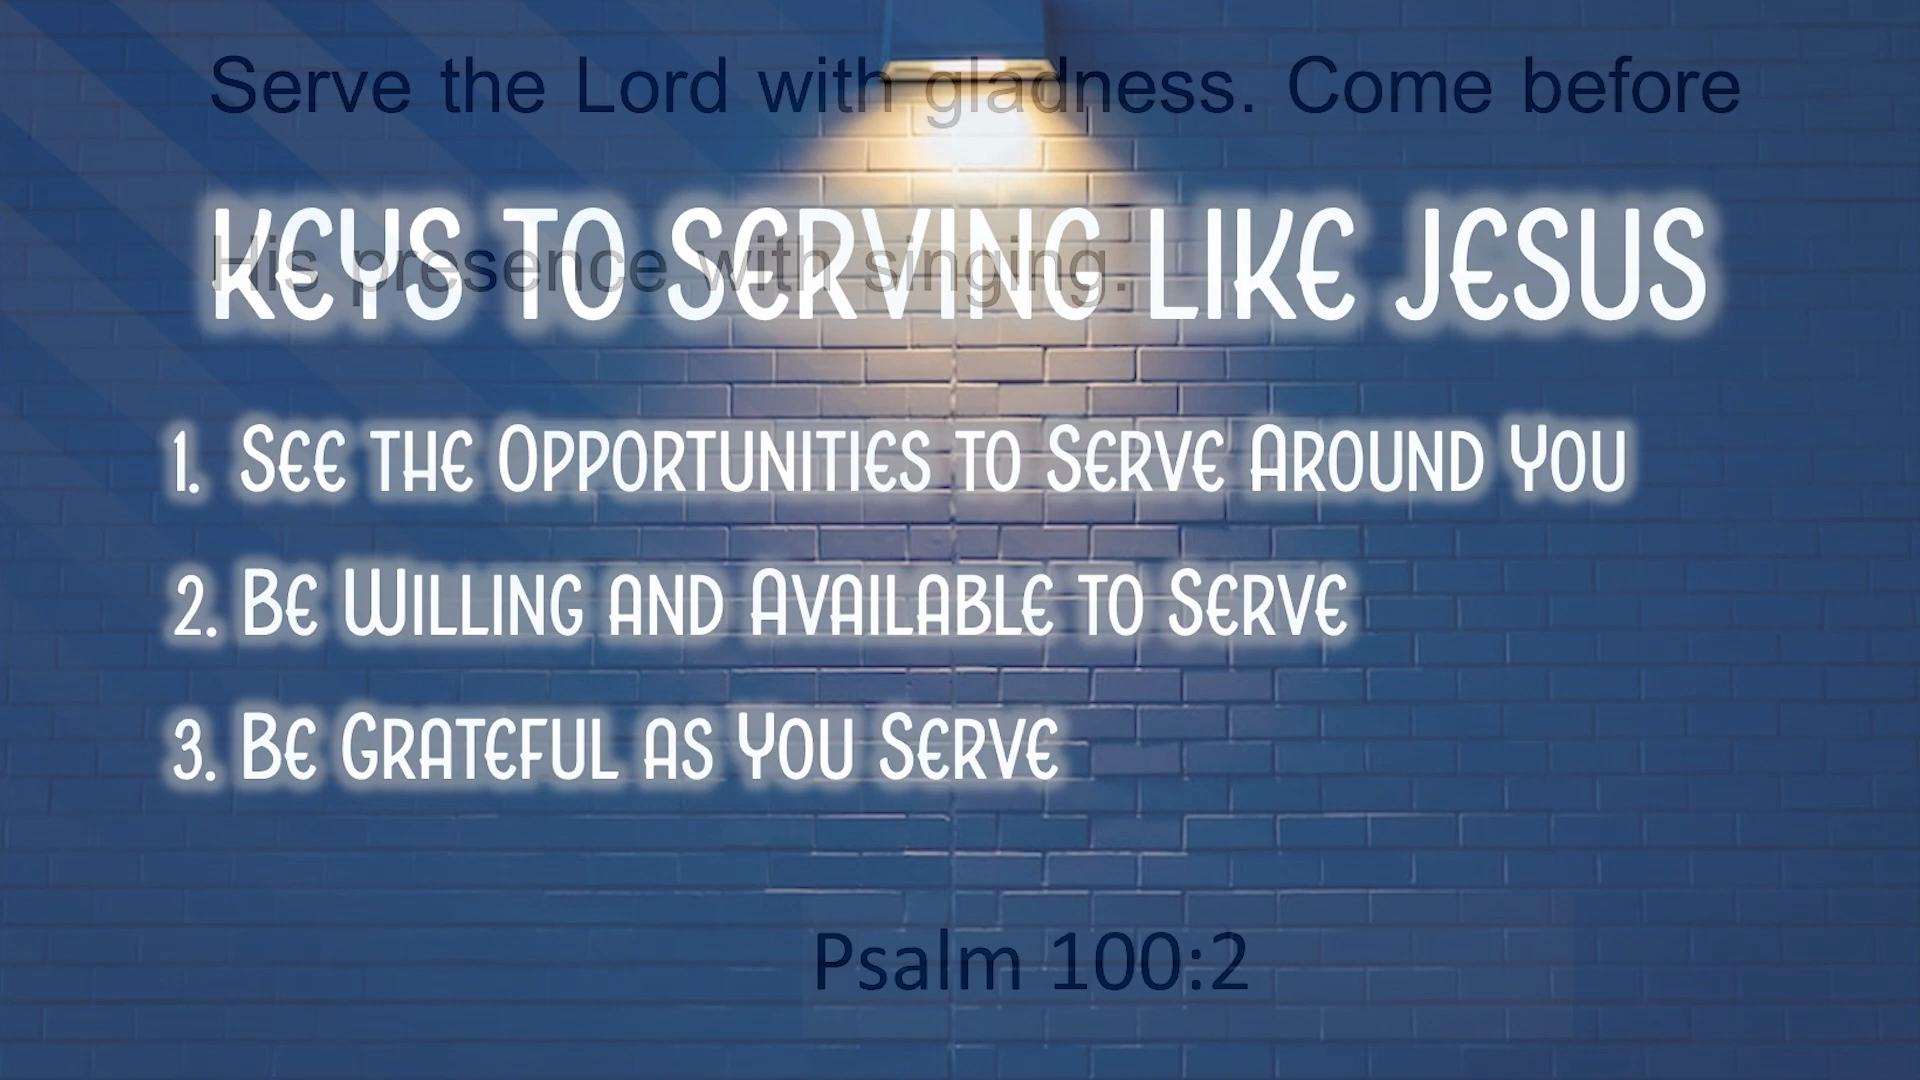 Serve the Lord with gladness. Come before
KEYS TO SERVING LIKE JESUS
His presence with singing.
1. SEE THE OPPORTUNITIES TO SERVE AROUND YOU
2. BE WILLING AND AVAILABLE TO SERVE
3. BE GRATEFUL AS YOU SERVE
Psalm 100:2